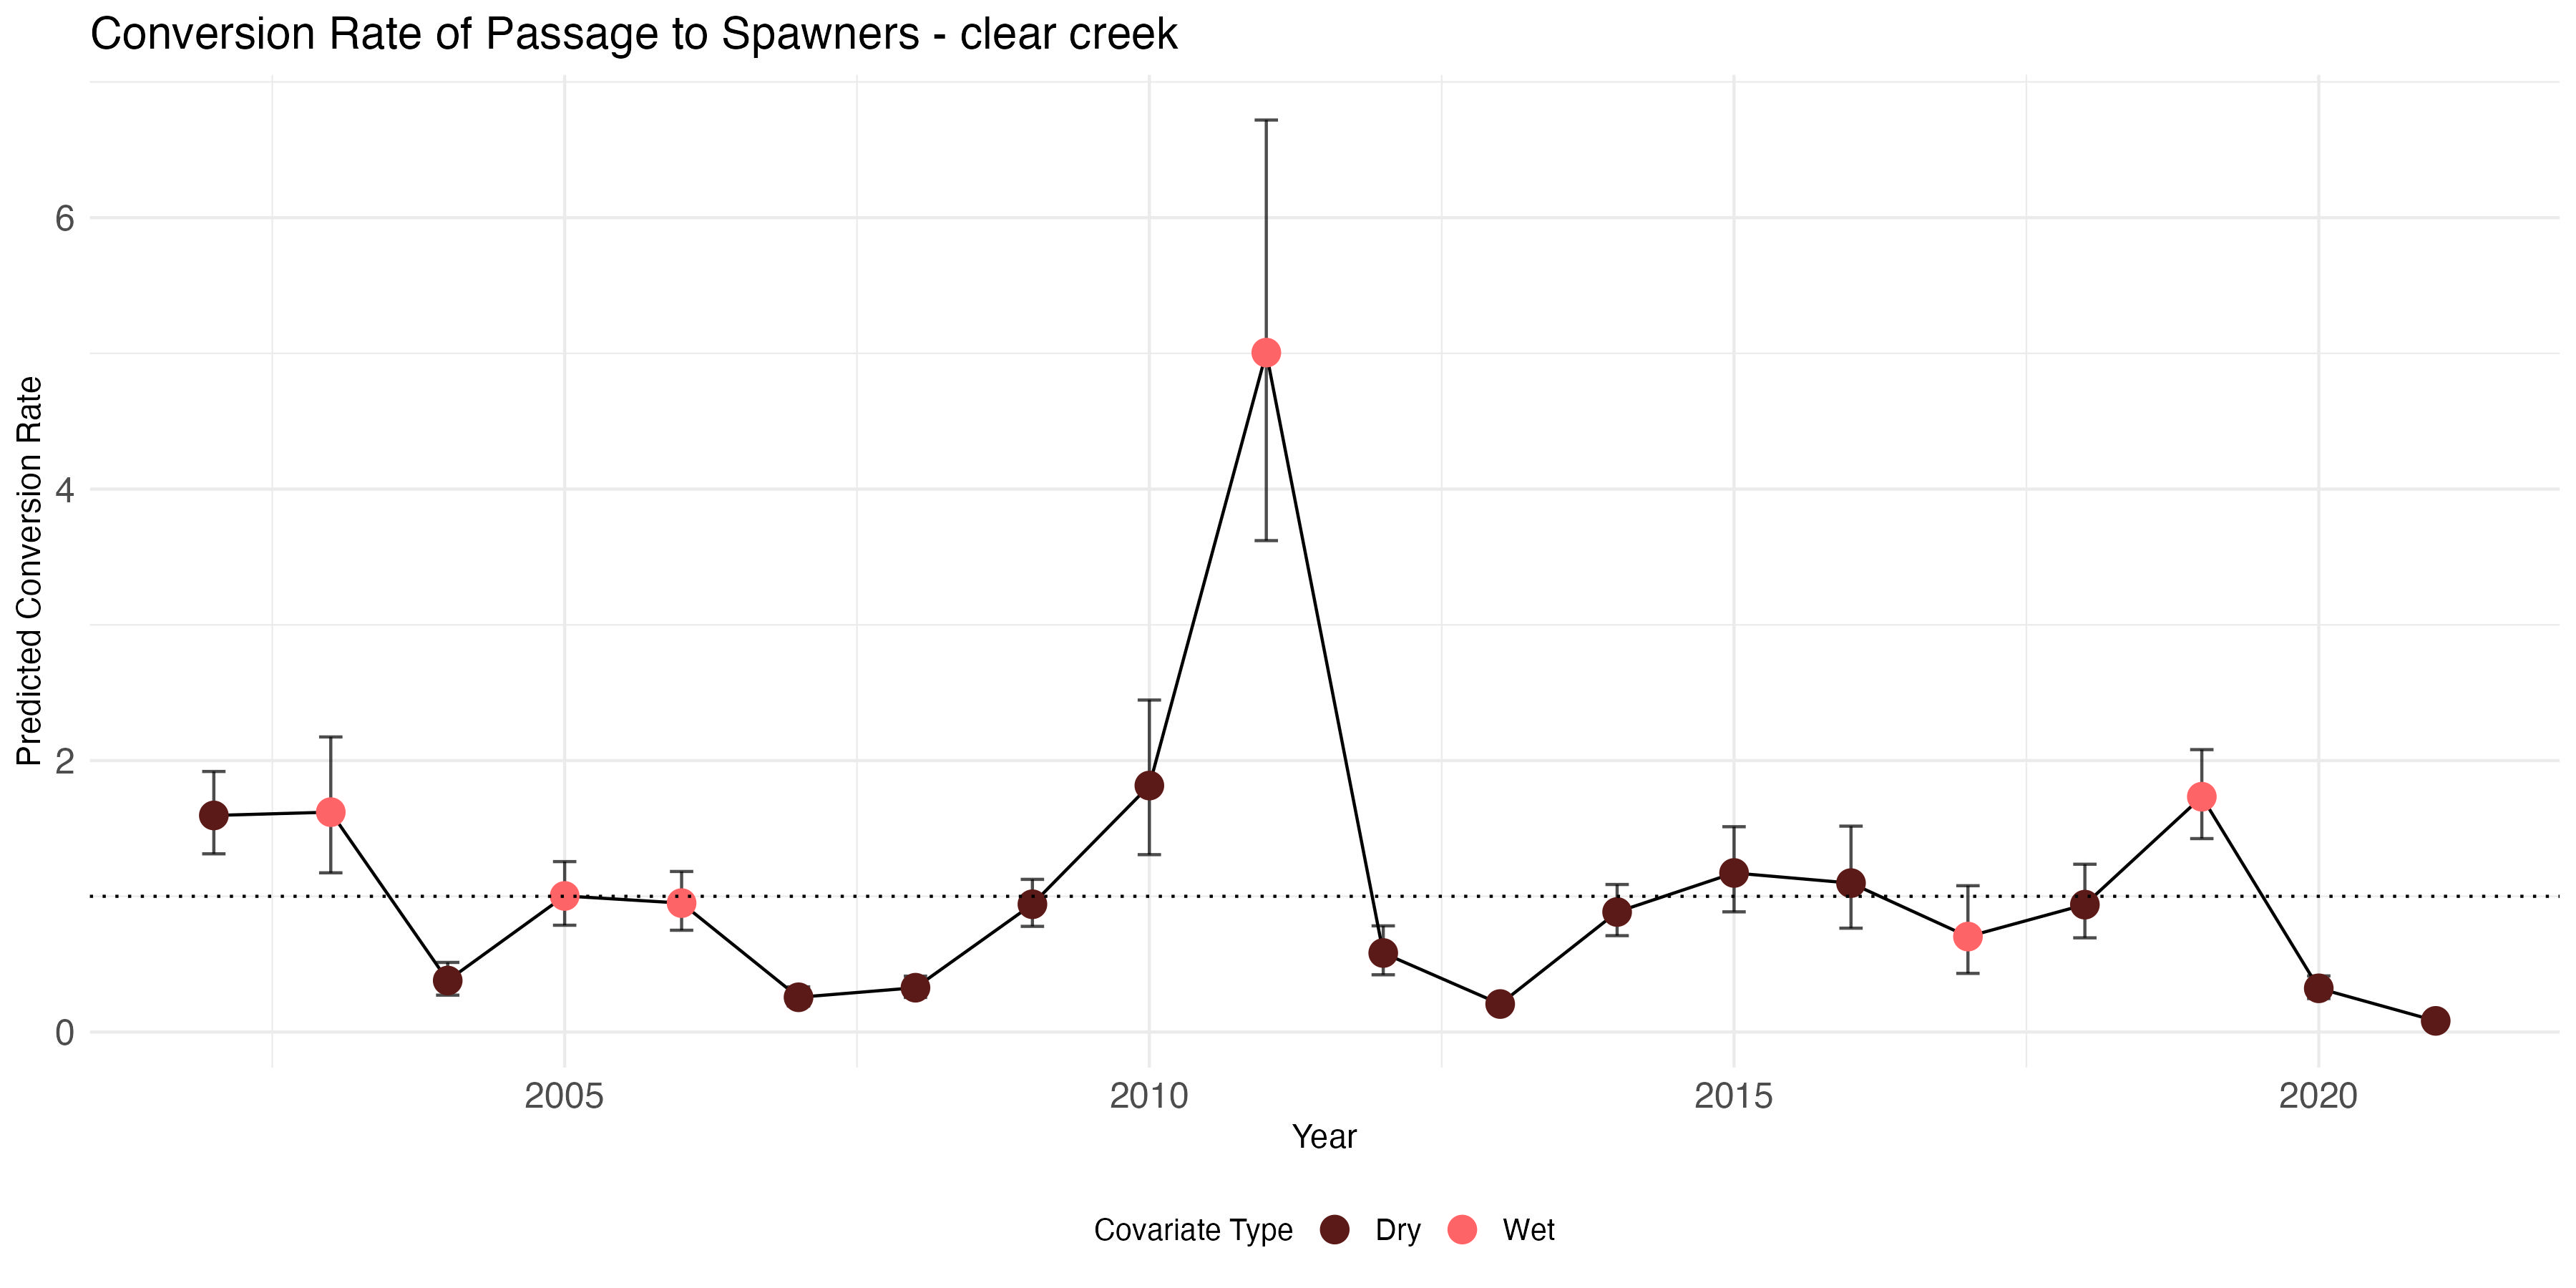 Conversion Rate of Passage to Spawners - clear creek
Predicted Conversion Rate
6
4
2
0
2005 2010 2015 2020
Year
Covariate Type Dry Wet